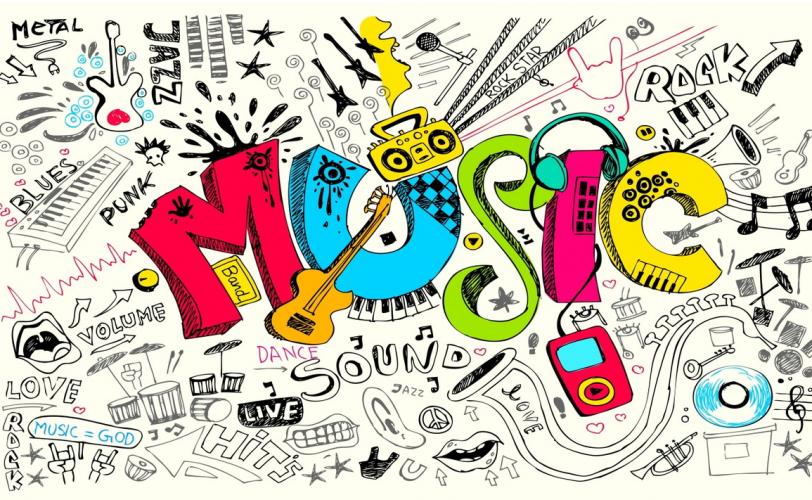 METAL
JAZZ
ROCK STAR
ROCK
BLUES
PUNK
MUSIC
Band
VOLUME
DANCE
SOUND
LOVE
JAZZ
LOVE
LIVE
ROCK
MUSIC = GOD
HITS